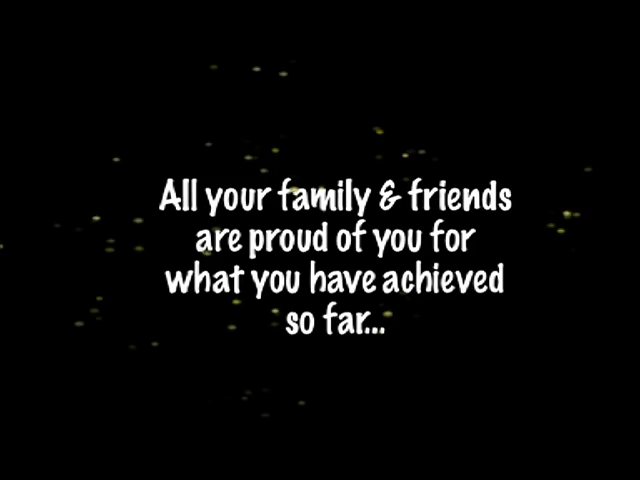 All your family & friends
are proud of you for
what you have achieved
so far...